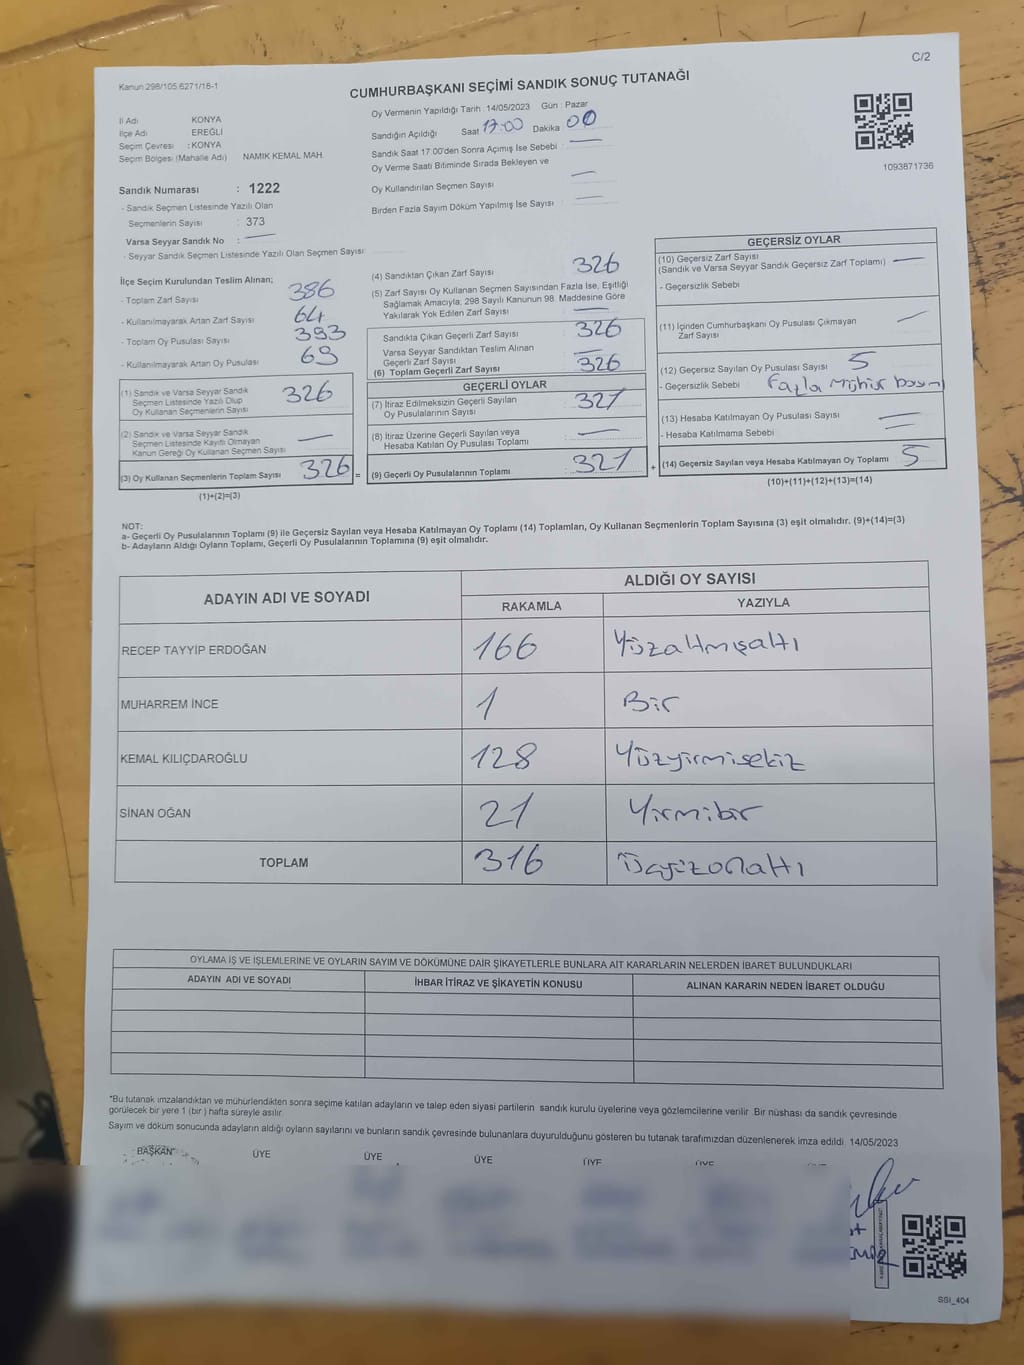 C/2
Kanun 298/105.6271/16-1
CUMHURBAŞKANI SEÇİMİ SANDIK SONUÇ TUTANAĞI
İl Adı KONYA
İlçe Adı EREĞLİ
Seçim Çevresi : KONYA
Seçim Bölgesi (Mahalle Adı) NAMIK KEMAL MAH.
Oy Vermenin Yapıldığı Tarih : 14/05/2023 Gün : Pazar
Sandığın Açıldığı Saat 17:00 Dakika 00
Sandık Saat 17:00'den Sonra Açımış İse Sebebi :
Oy Verme Saati Bitiminde Sırada Bekleyen ve
Oy Kullandırılan Seçmen Sayısı
Birden Fazla Sayım Döküm Yapılmış İse Sayısı :
1093871736
Sandık Numarası : 1222
- Sandık Seçmen Listesinde Yazılı Olan
Seçmenlerin Sayısı : 373
Varsa Seyyar Sandık No :
- Seyyar Sandık Seçmen Listesinde Yazılı Olan Seçmen Sayısı
İlçe Seçim Kurulundan Teslim Alınan;
- Toplam Zarf Sayısı 386
- Kullanılmayarak Artan Zarf Sayısı 64
- Toplam Oy Pusulası Sayısı 393
- Kullanılmayarak Artan Oy Pusulası 69
(1) Sandık ve Varsa Seyyar Sandık
Seçmen Listesinde Yazılı Olup
Oy Kullanan Seçmenlerin Sayısı 326
(2) Sandık ve Varsa Seyyar Sandık
Seçmen Listesinde Kayıtlı Olmayan
Kanun Gereği Oy Kullanan Seçmen Sayısı
(3) Oy Kullanan Seçmenlerin Toplam Sayısı 326 =
(1)+(2)=(3)
(4) Sandıktan Çıkan Zarf Sayısı 326
(5) Zarf Sayısı Oy Kullanan Seçmen Sayısından Fazla İse, Eşitliği
Sağlamak Amacıyla; 298 Sayılı Kanunun 98. Maddesine Göre
Yakılarak Yok Edilen Zarf Sayısı
Sandıkta Çıkan Geçerli Zarf Sayısı : 326
Varsa Seyyar Sandıktan Teslim Alınan
Geçerli Zarf Sayısı
(6) Toplam Geçerli Zarf Sayısı : 326
GEÇERLİ OYLAR
(7) İtiraz Edilmeksizin Geçerli Sayılan
Oy Pusulalarının Sayısı : 321
(8) İtiraz Üzerine Geçerli Sayılan veya
Hesaba Katılan Oy Pusulası Toplamı :
(9) Geçerli Oy Pusulalarının Toplamı : 321 +
GEÇERSİZ OYLAR
(10) Geçersiz Zarf Sayısı
(Sandık ve Varsa Seyyar Sandık Geçersiz Zarf Toplamı)
- Geçersizlik Sebebi
(11) İçinden Cumhurbaşkanı Oy Pusulası Çıkmayan
Zarf Sayısı
(12) Geçersiz Sayılan Oy Pusulası Sayısı : 5
- Geçersizlik Sebebi : Fazla Mühür basımı
(13) Hesaba Katılmayan Oy Pusulası Sayısı :
- Hesaba Katılmama Sebebi :
(14) Geçersiz Sayılan veya Hesaba Katılmayan Oy Toplamı : 5
(10)+(11)+(12)+(13)=(14)
NOT:
a- Geçerli Oy Pusulalarının Toplamı (9) ile Geçersiz Sayılan veya Hesaba Katılmayan Oy Toplamı (14) Toplamları, Oy Kullanan Seçmenlerin Toplam Sayısına (3) eşit olmalıdır. (9)+(14)=(3)
b- Adayların Aldığı Oyların Toplamı, Geçerli Oy Pusulalarının Toplamına (9) eşit olmalıdır.
ADAYIN ADI VE SOYADI ALDIĞI OY SAYISI
RAKAMLA YAZIYLA
RECEP TAYYİP ERDOĞAN 166 Yüzaltmışaltı
MUHARREM İNCE 1 Bir
KEMAL KILIÇDAROĞLU 128 Yüzyirmisekiz
SİNAN OĞAN 21 Yirmibir
TOPLAM 316 Üçyüzonaltı
OYLAMA İŞ VE İŞLEMLERİNE VE OYLARIN SAYIM VE DÖKÜMÜNE DAİR ŞİKAYETLERLE BUNLARA AİT KARARLARIN NELERDEN İBARET BULUNDUKLARI
ADAYIN ADI VE SOYADI İHBAR İTİRAZ VE ŞİKAYETİN KONUSU ALINAN KARARIN NEDEN İBARET OLDUĞU
*Bu tutanak imzalandıktan ve mühürlendikten sonra seçime katılan adayların ve talep eden siyasi partilerin sandık kurulu üyelerine veya gözlemcilerine verilir. Bir nüshası da sandık çevresinde
görülecek bir yere 1 (bir ) hafta süreyle asılır.
Sayım ve döküm sonucunda adayların aldığı oyların sayılarını ve bunların sandık çevresinde bulunanlara duyurulduğunu gösteren bu tutanak tarafımızdan düzenlenerek imza edildi. 14/05/2023
BAŞKAN ÜYE ÜYE ÜYE ÜYE ÜYE
SGI_404